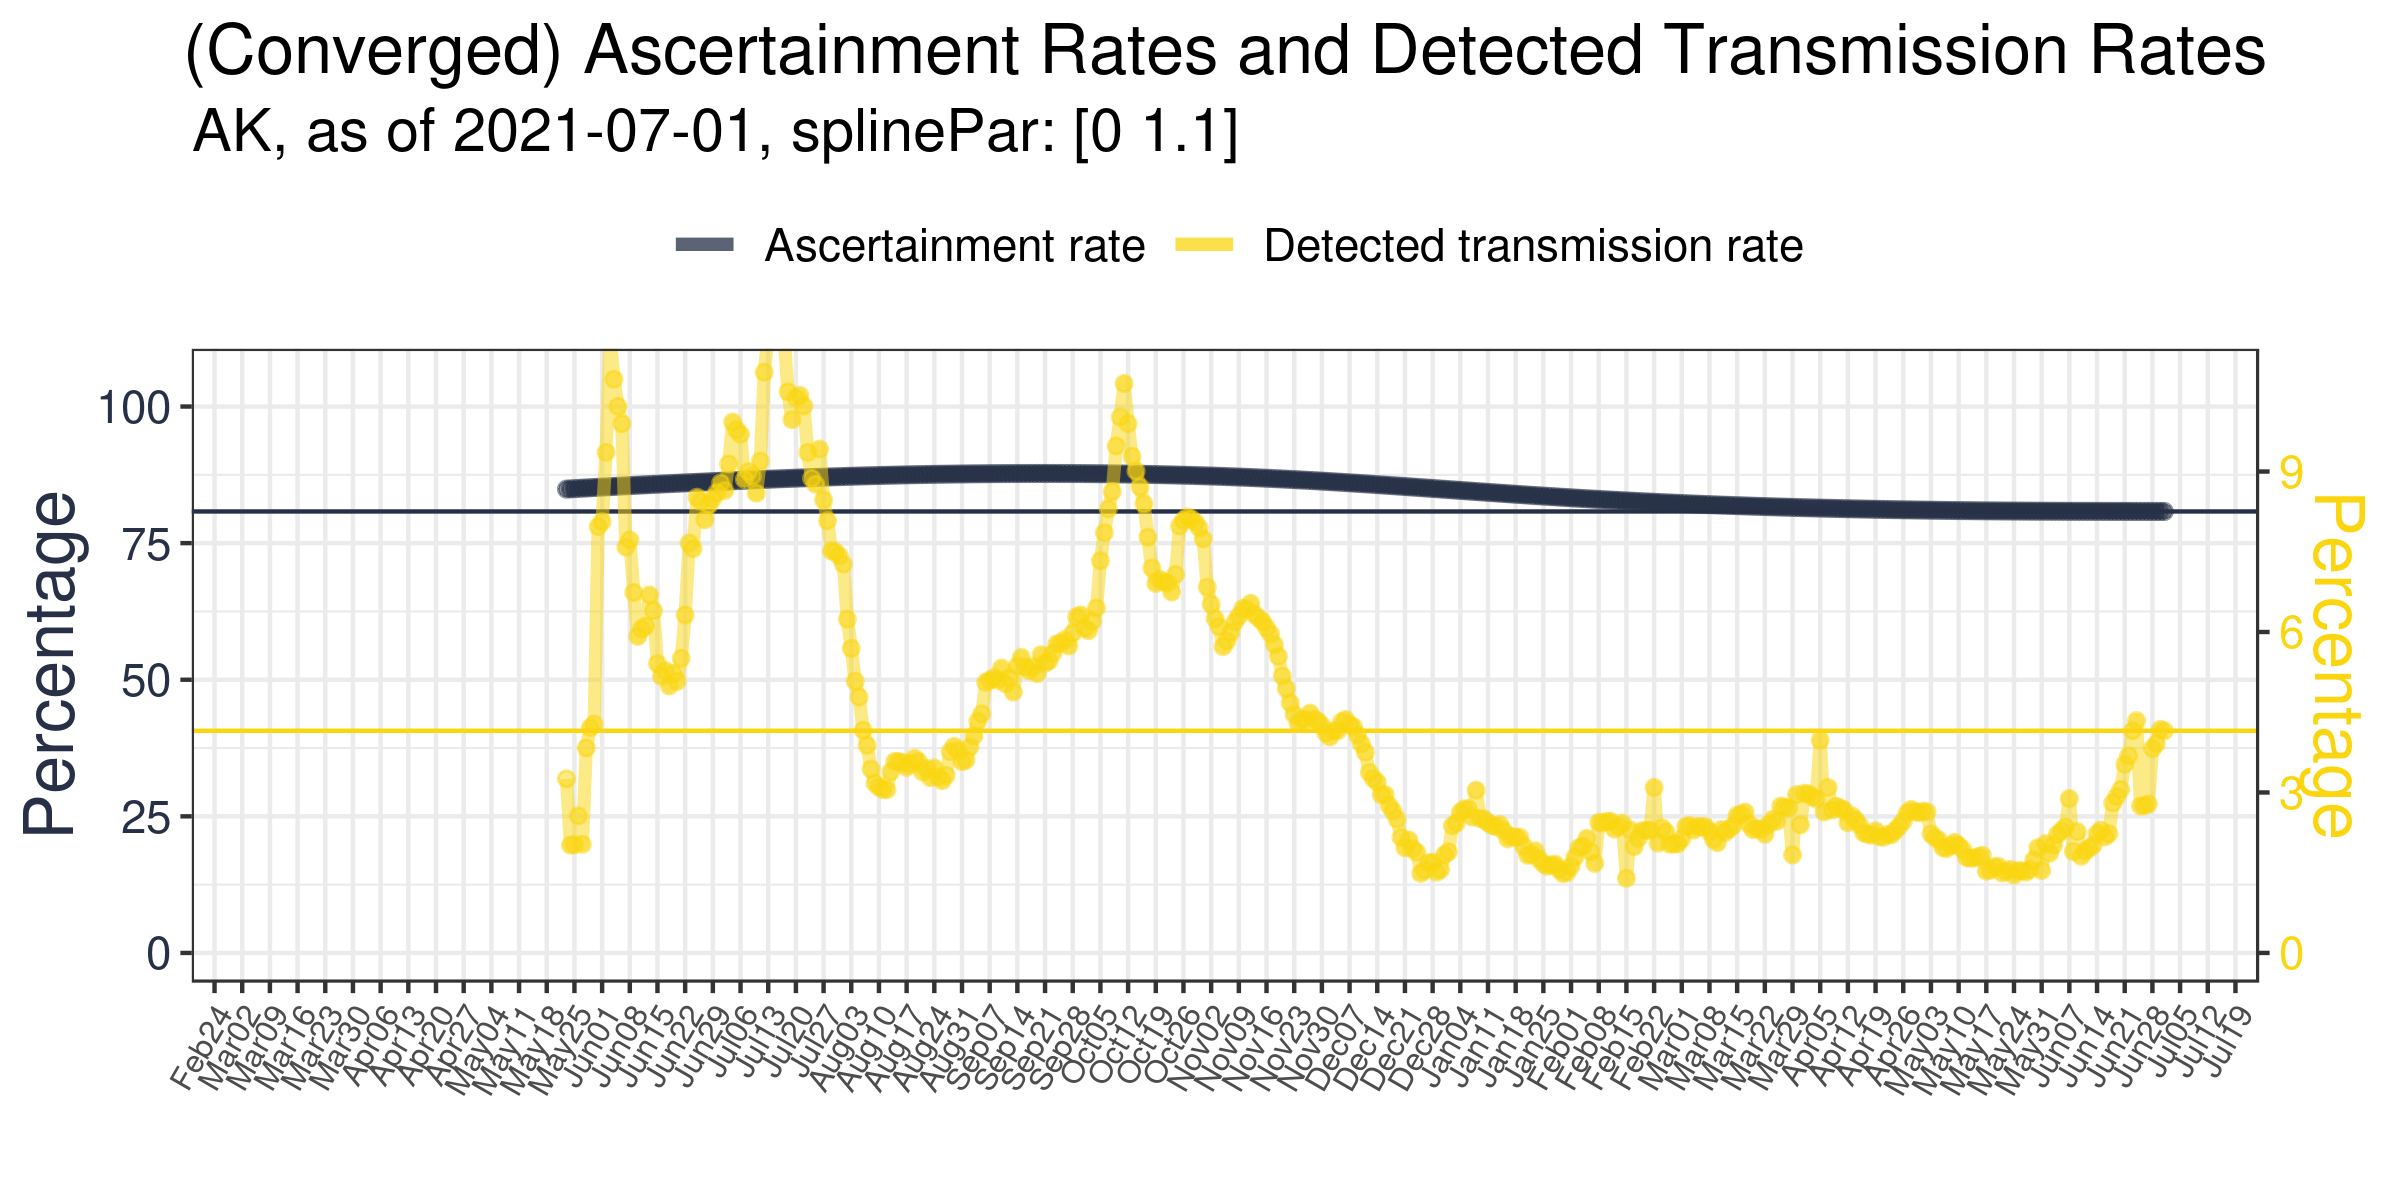 (Converged) Ascertainment Rates and Detected Transmission Rates
AK, as of 2021-07-01, splinePar: [0 1.1]
Ascertainment rate
Detected transmission rate
Percentage
100
75
50
25
0
9
6
3
0
Percentage
Feb24
Mar02
Mar09
Mar16
Mar23
Mar30
Apr06
Apr13
Apr20
Apr27
May04
May11
May18
May25
Jun01
Jun08
Jun15
Jun22
Jun29
Jul06
Jul13
Jul20
Jul27
Aug03
Aug10
Aug17
Aug24
Aug31
Sep07
Sep14
Sep21
Sep28
Oct05
Oct12
Oct19
Oct26
Nov02
Nov09
Nov16
Nov23
Nov30
Dec07
Dec14
Dec21
Dec28
Jan04
Jan11
Jan18
Jan25
Feb01
Feb08
Feb15
Feb22
Mar01
Mar08
Mar15
Mar22
Mar29
Apr05
Apr12
Apr19
Apr26
May03
May10
May17
May24
May31
Jun07
Jun14
Jun21
Jun28
Jul05
Jul12
Jul19